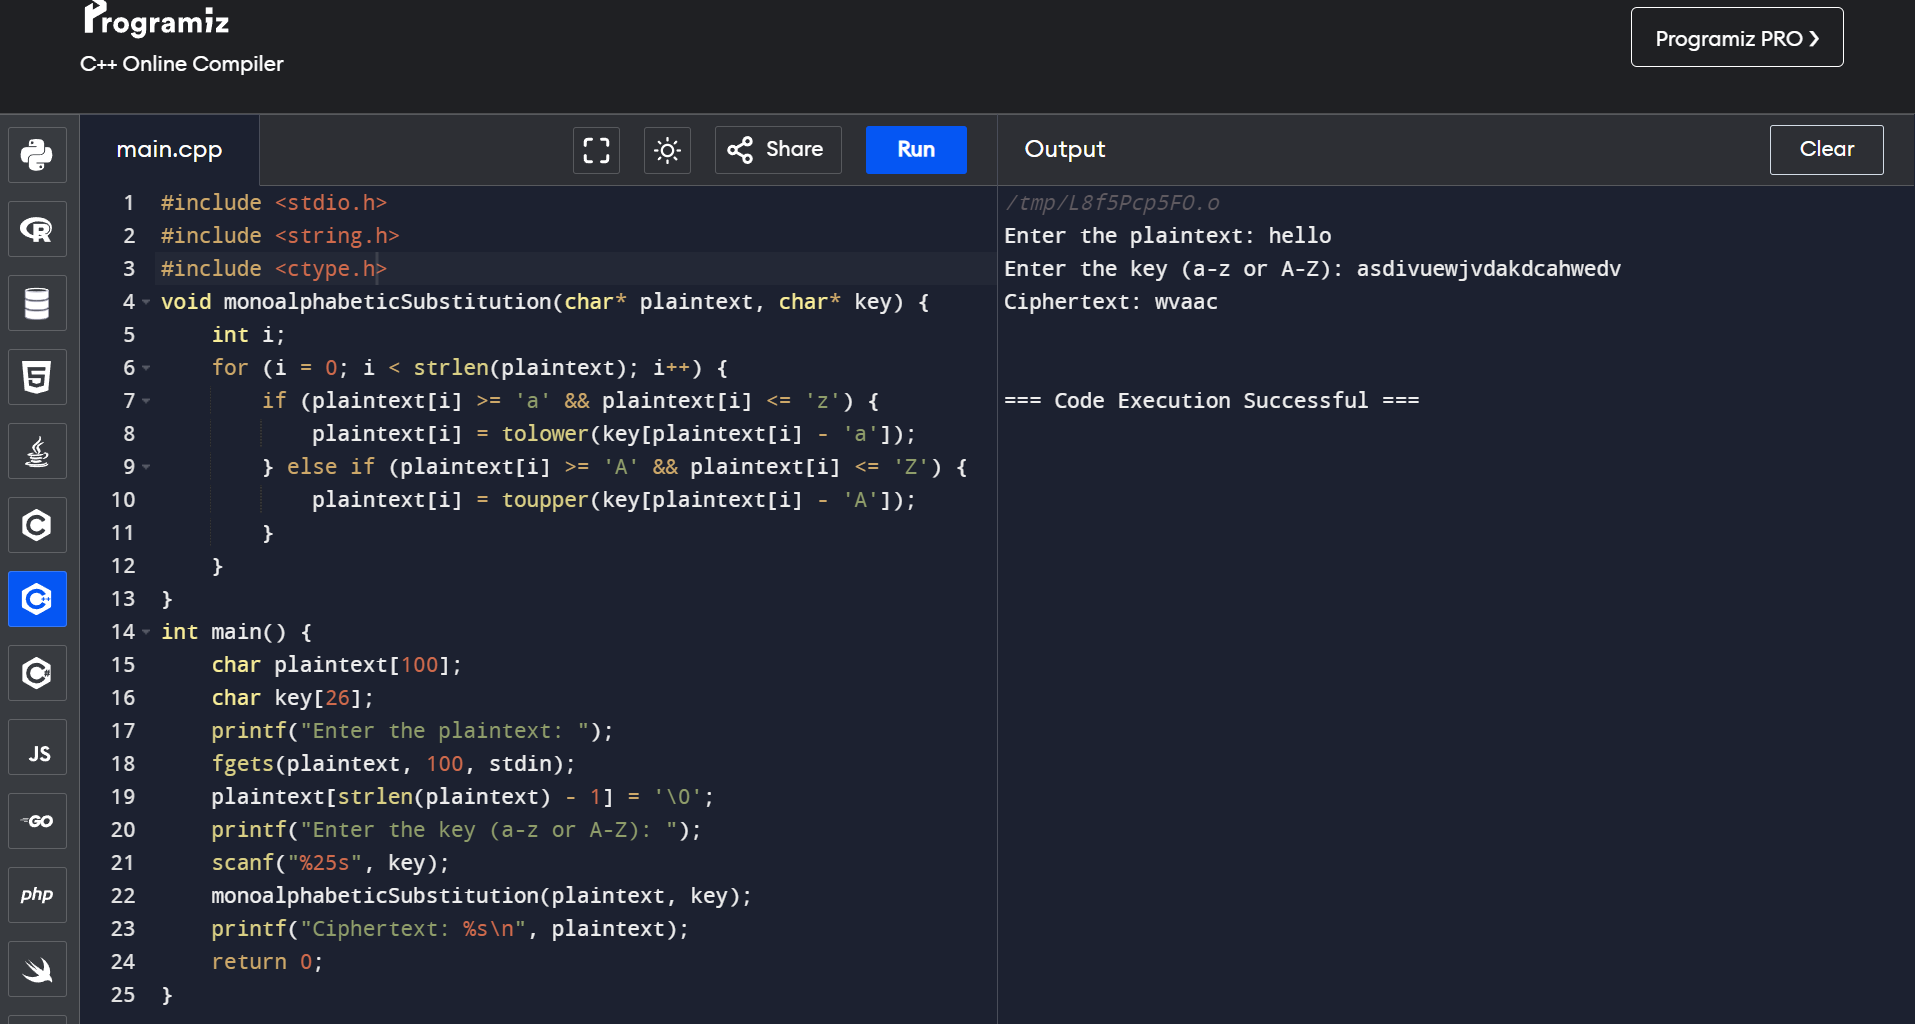 Programiz
C++ Online Compiler
Programiz PRO ❯
main.cpp
Share
Run
Output
Clear
1 #include <stdio.h>
2 #include <string.h>
3 #include <ctype.h>
4 void monoalphabeticSubstitution(char* plaintext, char* key) {
5     int i;
6     for (i = 0; i < strlen(plaintext); i++) {
7         if (plaintext[i] >= 'a' && plaintext[i] <= 'z') {
8             plaintext[i] = tolower(key[plaintext[i] - 'a']);
9         } else if (plaintext[i] >= 'A' && plaintext[i] <= 'Z') {
10             plaintext[i] = toupper(key[plaintext[i] - 'A']);
11         }
12     }
13 }
14 int main() {
15     char plaintext[100];
16     char key[26];
17     printf("Enter the plaintext: ");
18     fgets(plaintext, 100, stdin);
19     plaintext[strlen(plaintext) - 1] = '\0';
20     printf("Enter the key (a-z or A-Z): ");
21     scanf("%25s", key);
22     monoalphabeticSubstitution(plaintext, key);
23     printf("Ciphertext: %s\n", plaintext);
24     return 0;
25 }
/tmp/L8f5Pcp5FO.o
Enter the plaintext: hello
Enter the key (a-z or A-Z): asdivuewjvdakdcahwedv
Ciphertext: wvaac
=== Code Execution Successful ===
R
5
C
C++
C#
JS
GO
php